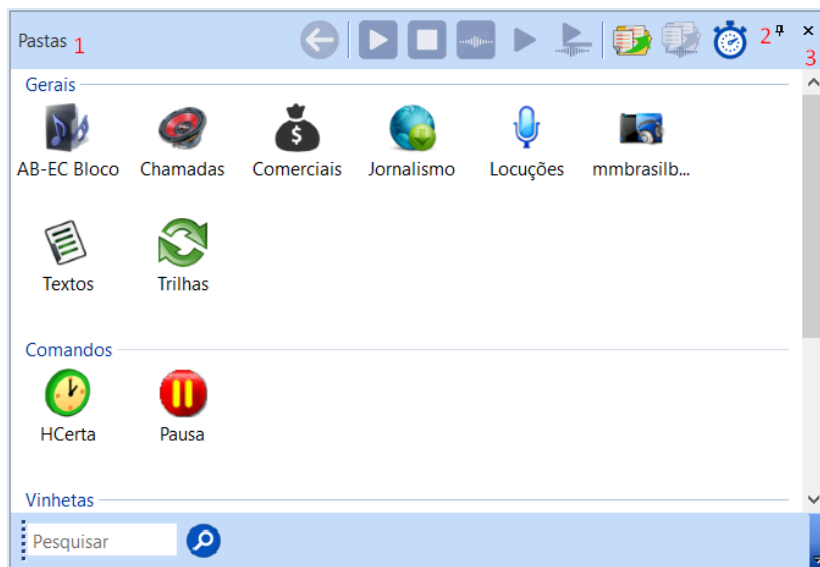 Pastas 1 2 3
Gerais
AB-EC Bloco Chamadas Comerciais Jornalismo Locuções mmbrasilb...
Textos Trilhas
Comandos
HCerta Pausa
Vinhetas
Pesquisar